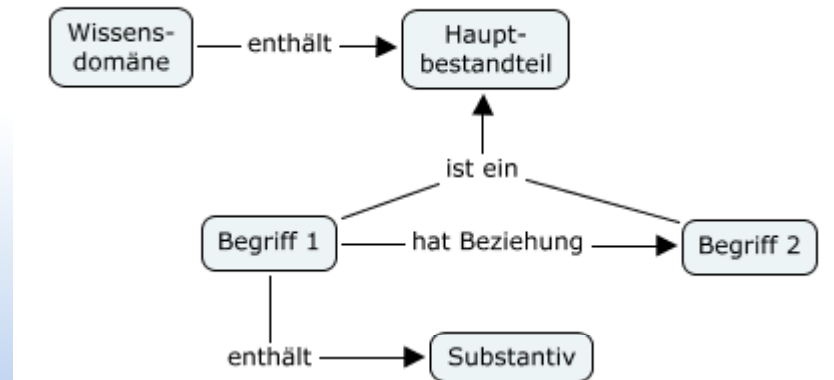 Wissens-
domäne
enthält
Haupt-
bestandteil
ist ein
Begriff 1
hat Beziehung
Begriff 2
enthält
Substantiv